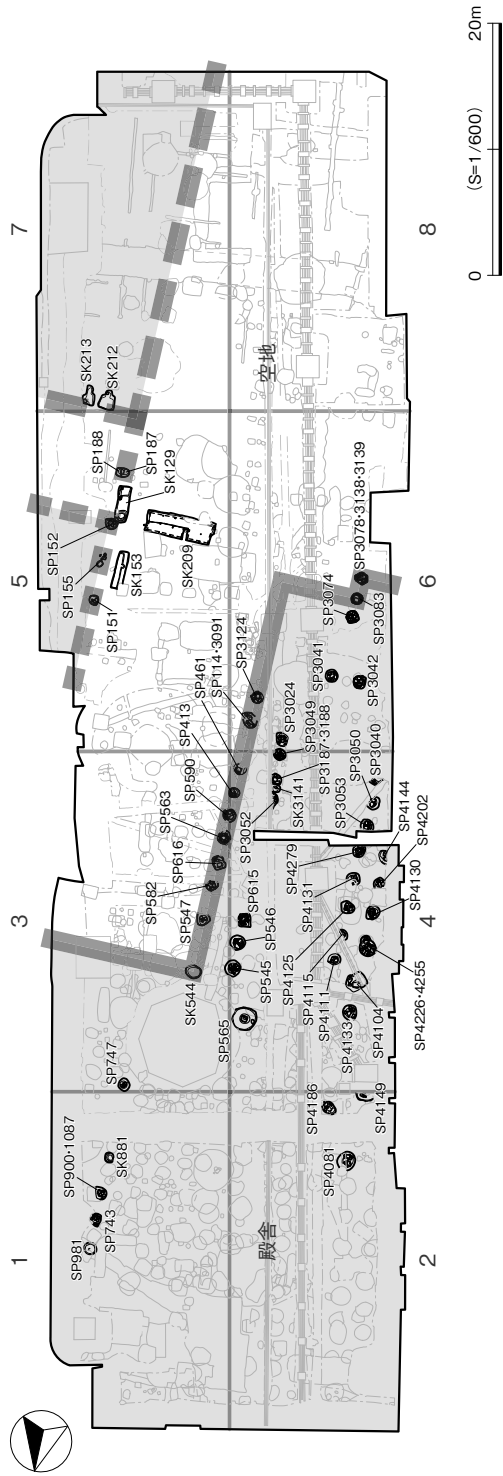 1
3
5
7
SP981
SP743
SP900・1087
SK881
SP747
SK544
SP547
SP582
SP616
SP563
SP590
SP413
SP461
SP114・3091
SP3124
SP151
SP155
SP152
SK153
SK209
SK129
SP187
SP188
SK213
SK212
SP565
SP545
SP546
SP615
SP3052
SK3141
SP3187・3188
SP3049
SP3024
SP3053
SP3050
SP3040
SP3041
SP3042
SP3074
SP3083
SP3078・3138・3139
SP4081
SP4186
SP4149
SP4133
SP4104
SP4111
SP4115
SP4125
SP4131
SP4279
SP4226・4255
SP4130
SP4202
SP4144
殿舎
空地
2
4
6
8
0
(S=1/600)
20m